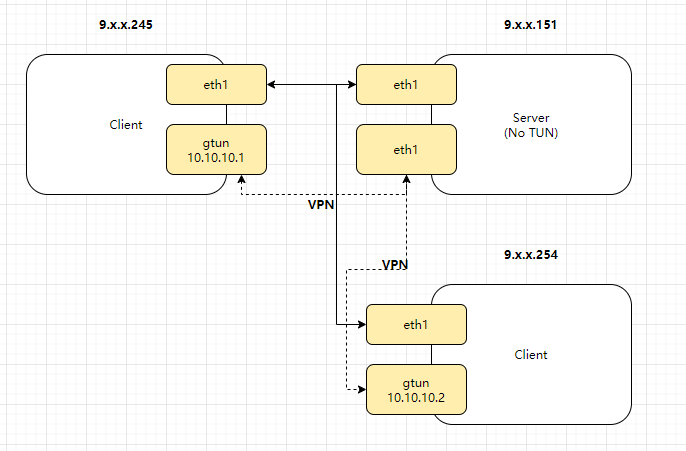 9.x.x.245
9.x.x.151
eth1
eth1
Client
Server
(No TUN)
gtun
10.10.10.1
eth1
VPN
9.x.x.254
VPN
eth1
Client
gtun
10.10.10.2